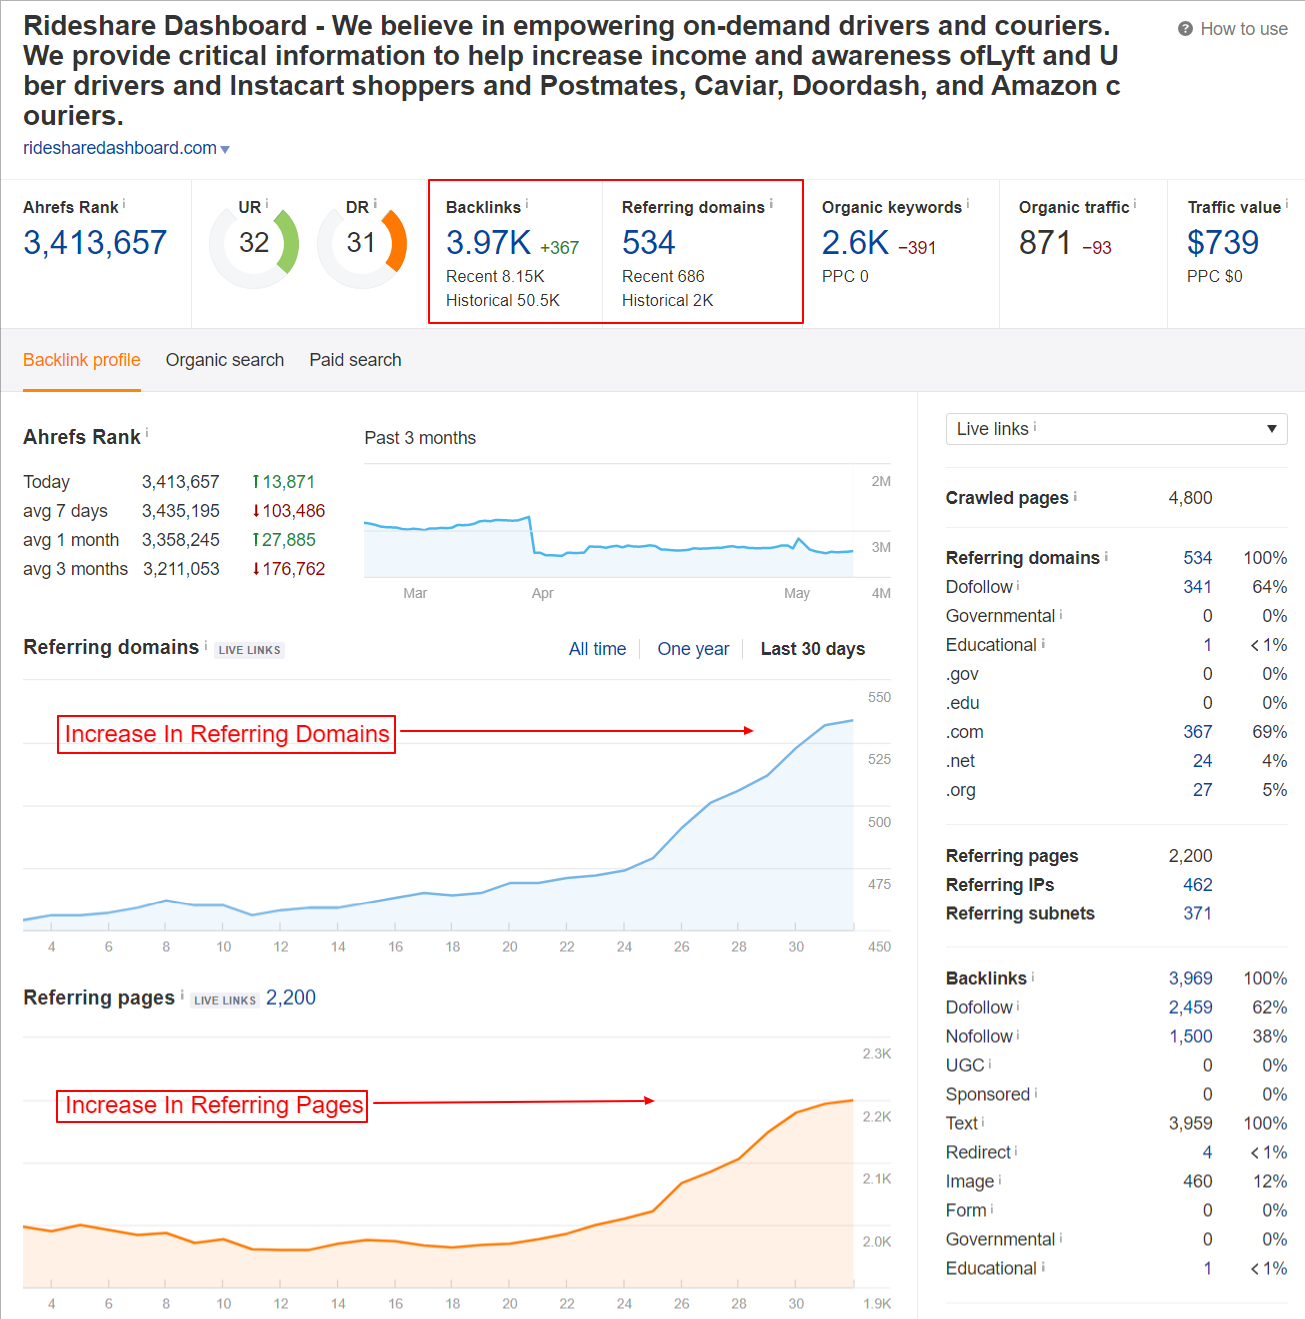 Rideshare Dashboard - We believe in empowering on-demand drivers and couriers.
We provide critical information to help increase income and awareness ofLyft and U
ber drivers and Instacart shoppers and Postmates, Caviar, Doordash, and Amazon c
ouriers.
How to use
ridesharedashboard.com
Ahrefs Rank
3,413,657
UR
32
DR
31
Backlinks
3.97K +367
Recent 8.15K
Historical 50.5K
Referring domains
534
Recent 686
Historical 2K
Organic keywords
2.6K −391
PPC 0
Organic traffic
871 −93
Traffic value
$739
PPC $0
Backlink profile Organic search Paid search
Ahrefs Rank
Today 3,413,657 13,871
avg 7 days 3,435,195 103,486
avg 1 month 3,358,245 27,885
avg 3 months 3,211,053 176,762
Past 3 months
2M
3M
4M
Mar Apr May
Referring domains LIVE LINKS
All time One year Last 30 days
Increase In Referring Domains
550
525
500
475
450
4 6 8 10 12 14 16 18 20 22 24 26 28 30
Referring pages LIVE LINKS 2,200
Increase In Referring Pages
2.3K
2.2K
2.1K
2.0K
1.9K
4 6 8 10 12 14 16 18 20 22 24 26 28 30
Live links
Crawled pages 4,800
Referring domains 534 100%
Dofollow 341 64%
Governmental 0 0%
Educational 1 <1%
.gov 0 0%
.edu 0 0%
.com 367 69%
.net 24 4%
.org 27 5%
Referring pages 2,200
Referring IPs 462
Referring subnets 371
Backlinks 3,969 100%
Dofollow 2,459 62%
Nofollow 1,500 38%
UGC 0 0%
Sponsored 0 0%
Text 3,959 100%
Redirect 4 <1%
Image 460 12%
Form 0 0%
Governmental 0 0%
Educational 1 <1%